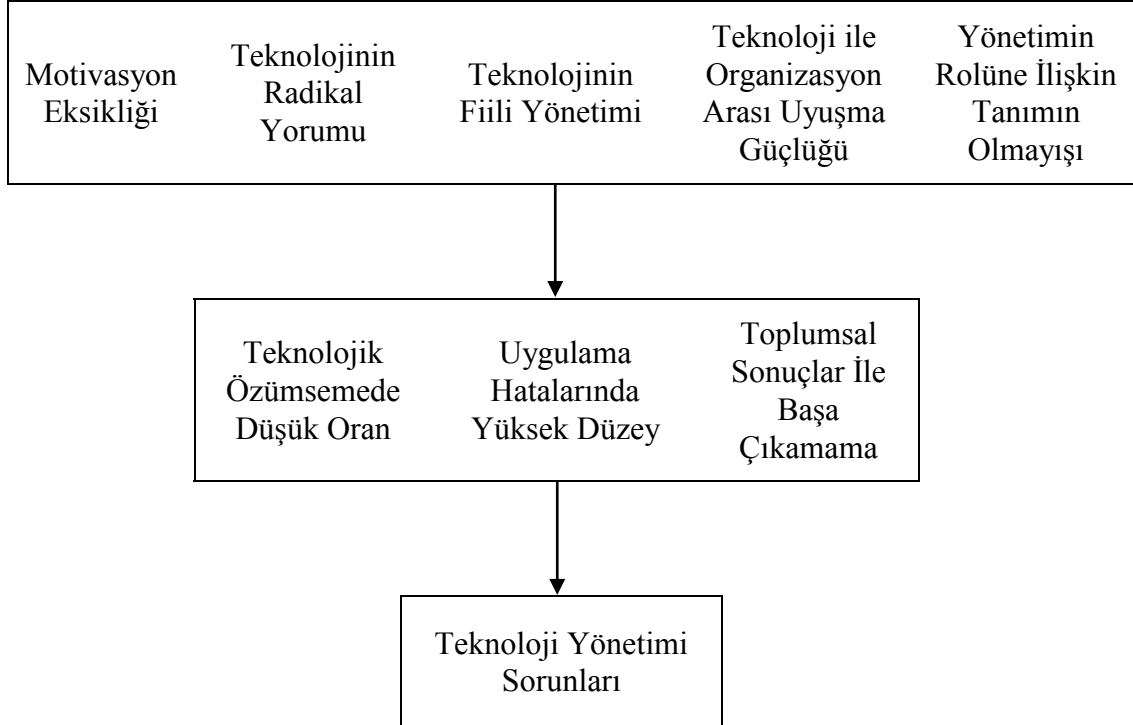 Motivasyon
Eksikliği
Teknolojinin
Radikal
Yorumu
Teknolojinin
Fiili Yönetimi
Teknoloji ile
Organizasyon
Arası Uyuşma
Güçlüğü
Yönetimin
Rolüne İlişkin
Tanımın
Olmayışı
Teknolojik
Özümsemede
Düşük Oran
Uygulama
Hatalarında
Yüksek Düzey
Toplumsal
Sonuçlar İle
Başa
Çıkamama
Teknoloji Yönetimi
Sorunları